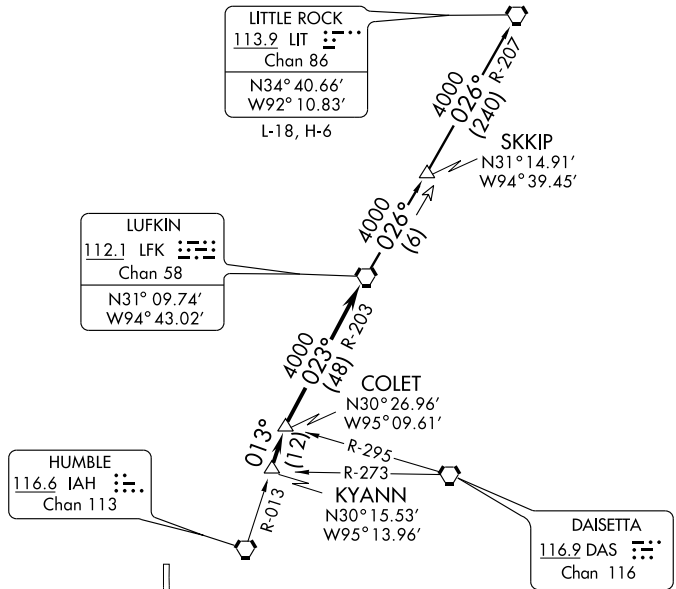 LITTLE ROCK
113.9 LIT
Chan 86
N34° 40.66’
W92° 10.83’
L-18, H-6
R-207
4000
026°
(240)
SKKIP
N31° 14.91’
W94° 39.45’
4000
026°
(6)
LUFKIN
112.1 LFK
Chan 58
N31° 09.74’
W94° 43.02’
4000
023°
(48)
R-203
COLET
N30° 26.96’
W95° 09.61’
013°
(12)
R-295
R-273
KYANN
N30° 15.53’
W95° 13.96’
HUMBLE
116.6 IAH
Chan 113
R-013
DAISETTA
116.9 DAS
Chan 116